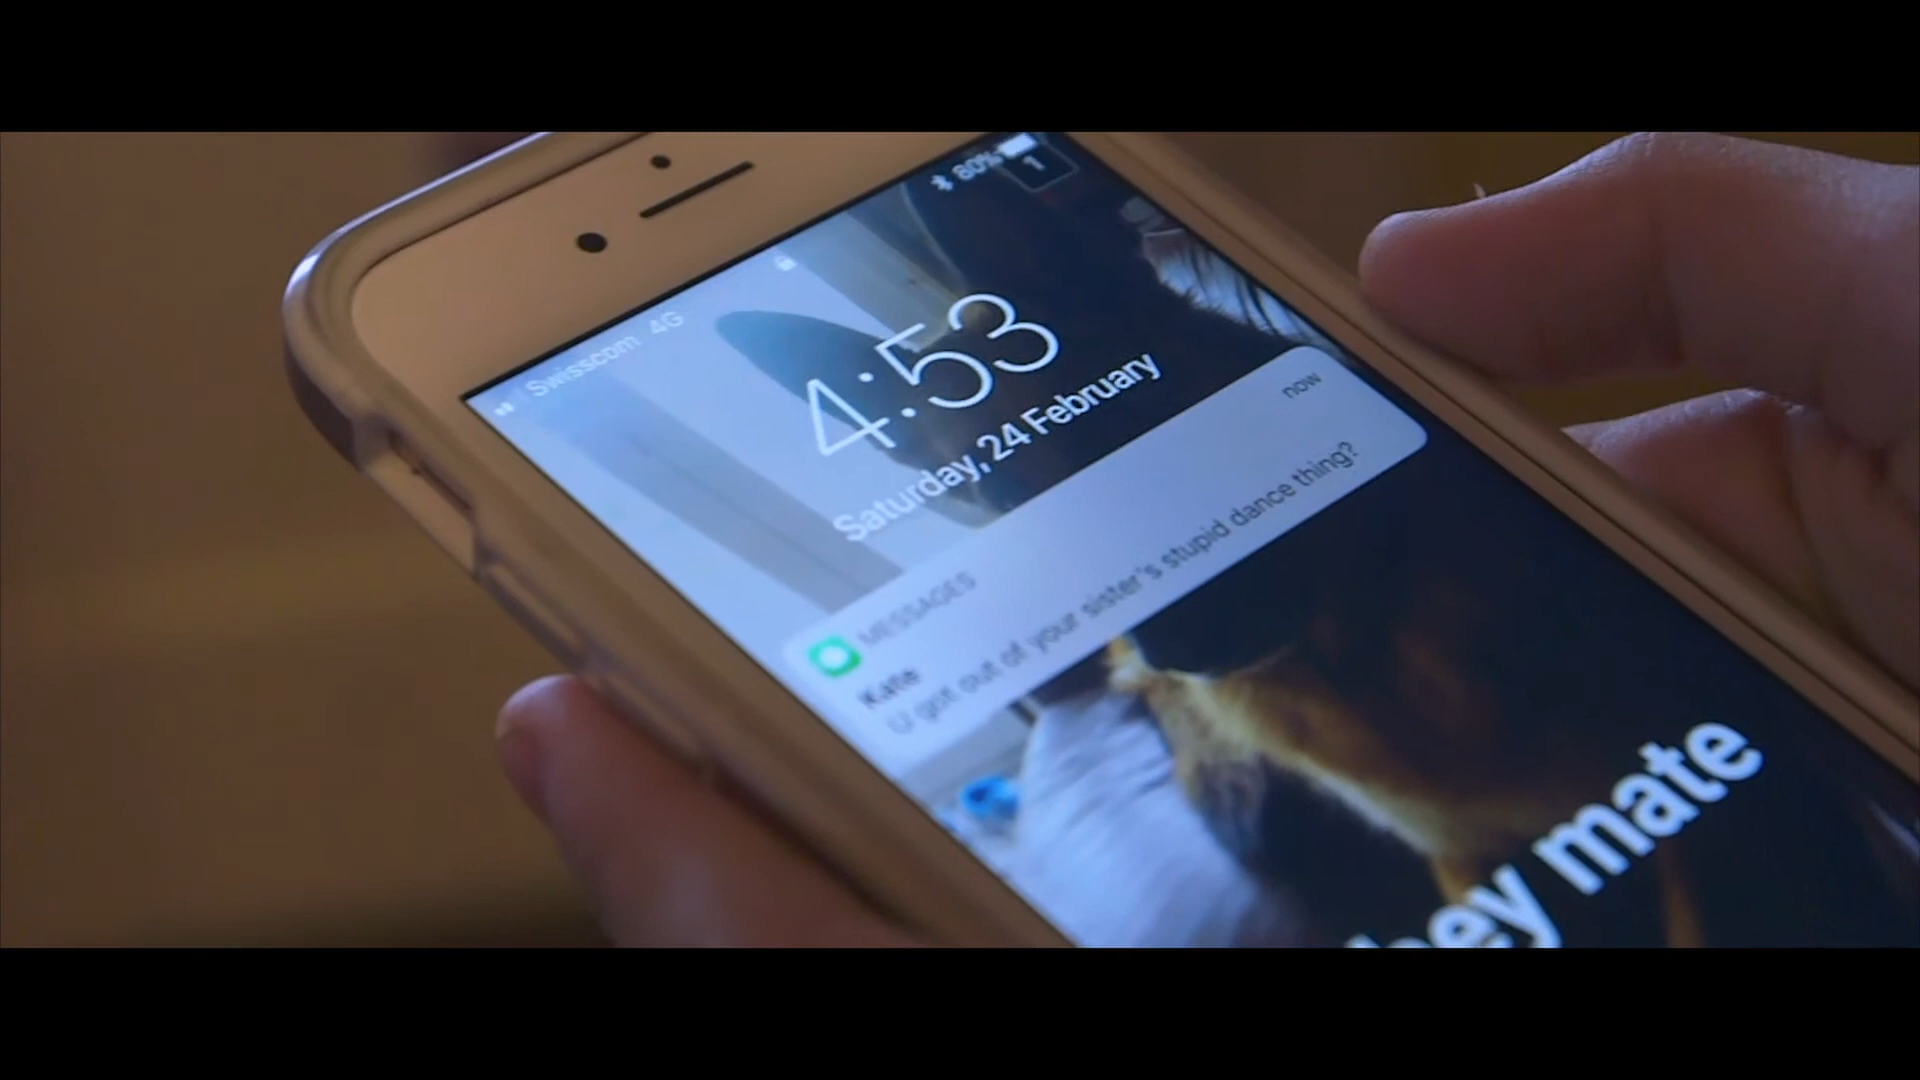 Swisscom 4G
80%
1
4:53
Saturday, 24 February
MESSAGES
now
Kate
U got out of your sister's stupid dance thing?
hey mate